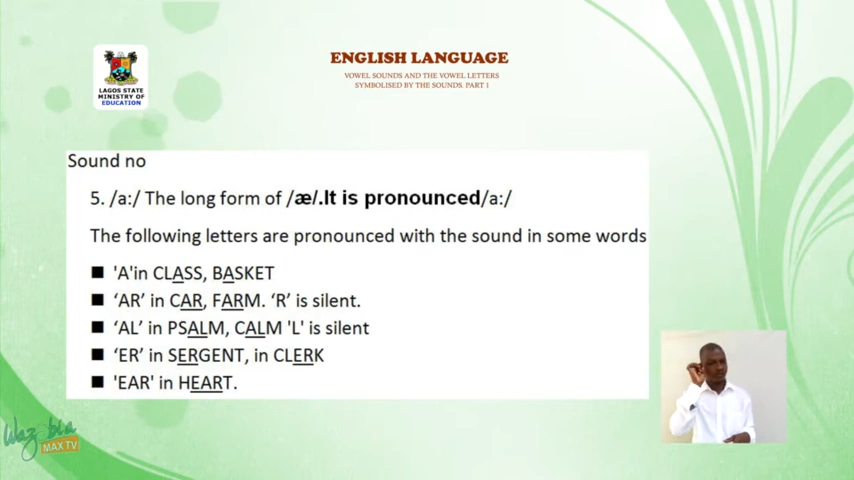 ENGLISH LANGUAGE
VOWEL SOUNDS AND THE VOWEL LETTERS
SYMBOLISED BY THE SOUNDS. PART 1
LAGOS STATE
MINISTRY OF
EDUCATION
Sound no
5. /a:/ The long form of /æ/.It is pronounced/a:/
The following letters are pronounced with the sound in some words
■ 'A'in CLASS, BASKET
■ ‘AR’ in CAR, FARM. ‘R’ is silent.
■ ‘AL’ in PSALM, CALM 'L' is silent
■ ‘ER’ in SERGENT, in CLERK
■ 'EAR' in HEART.
Wazobia
MAX TV